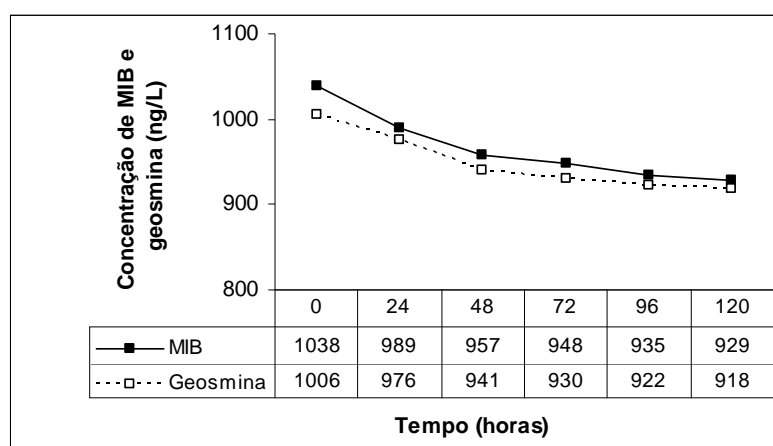 Concentração de MIB e
geosmina (ng/L)
1100
1000
900
800
0 24 48 72 96 120
MIB 1038 989 957 948 935 929
Geosmina 1006 976 941 930 922 918
Tempo (horas)